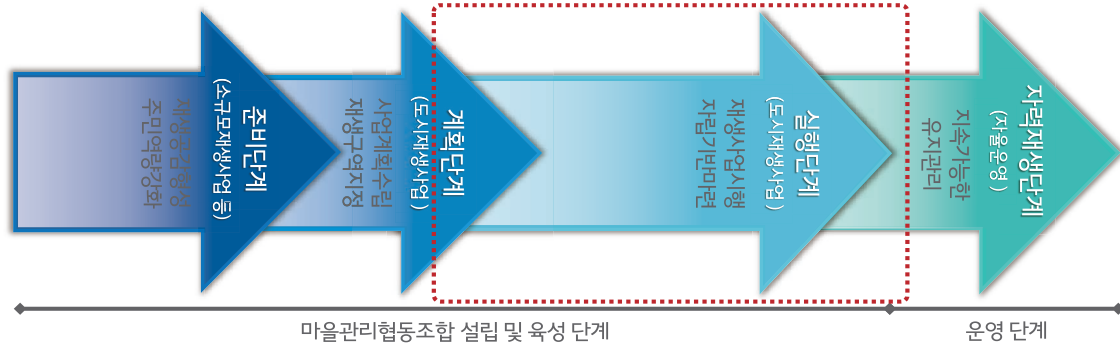 준비단계
(소규모재생사업 등)
재생공감형성
주민역량강화
계획단계
(도시재생사업)
사업계획수립
재생구역지정
실행단계
(도시재생사업)
재생사업시행
자립기반마련
자력재생단계
(자율운영)
지속가능한
유지관리
마을관리협동조합 설립 및 육성 단계
운영 단계